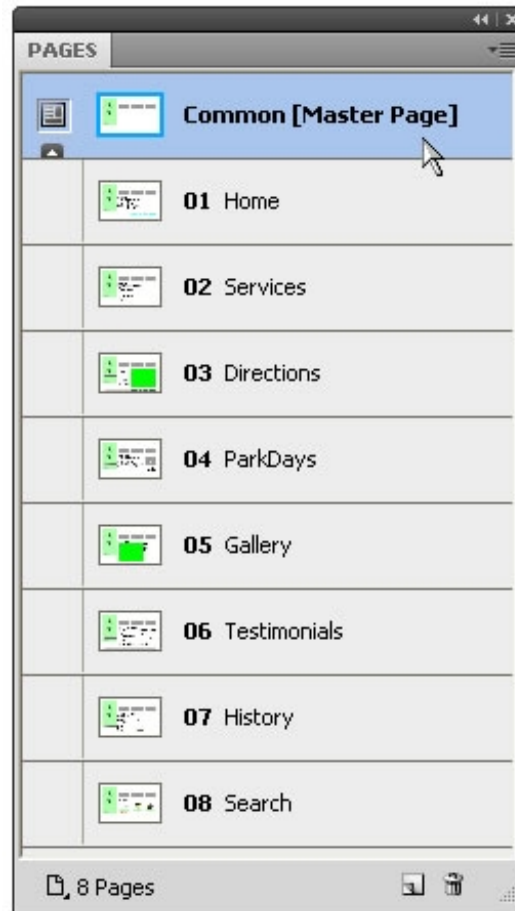 PAGES
Common [Master Page]
01 Home
02 Services
03 Directions
04 ParkDays
05 Gallery
06 Testimonials
07 History
08 Search
8 Pages